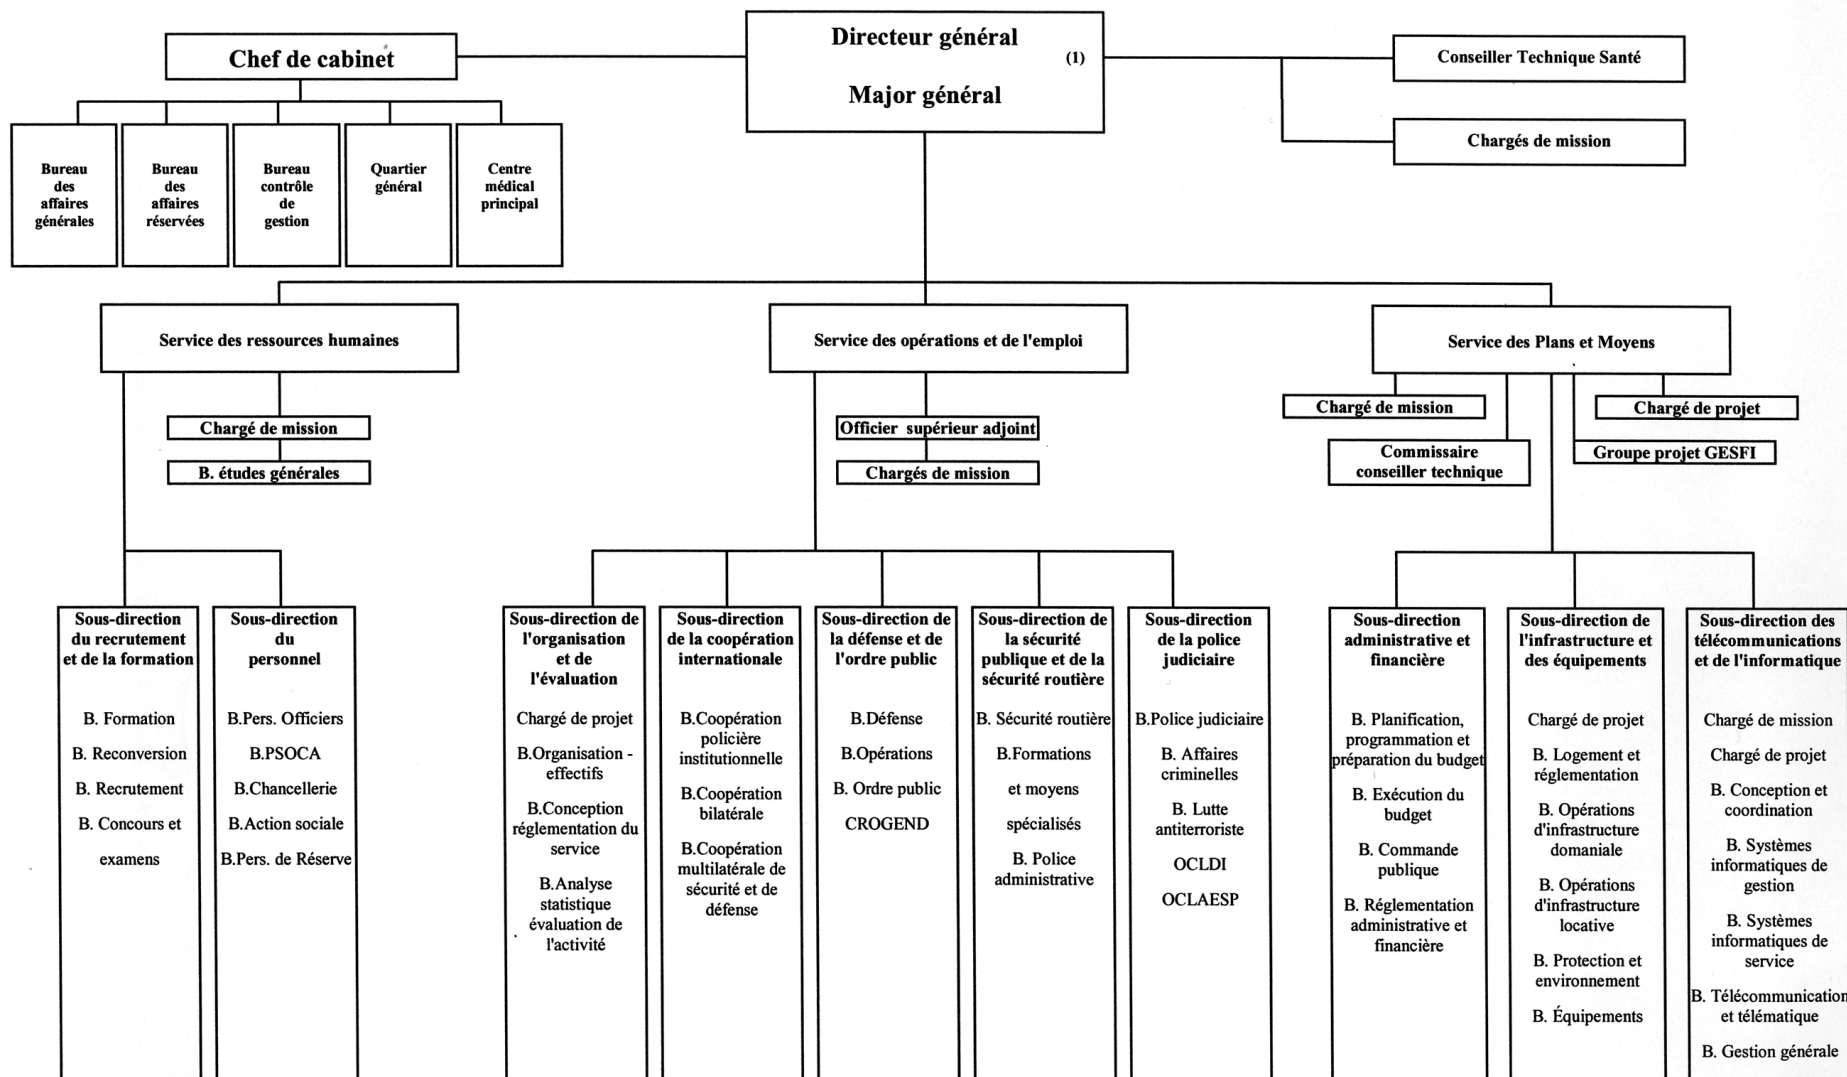 Directeur général
(1)
Major général
Chef de cabinet
Conseiller Technique Santé
Chargés de mission
Bureau
des
affaires
générales
Bureau
des
affaires
réservées
Bureau
contrôle
de
gestion
Quartier
général
Centre
médical
principal
Service des ressources humaines
Service des opérations et de l'emploi
Service des Plans et Moyens
Chargé de mission
B. études générales
Officier supérieur adjoint
Chargés de mission
Chargé de mission
Chargé de projet
Commissaire
conseiller technique
Groupe projet GESFI
Sous-direction
du recrutement
et de la formation
B. Formation
B. Reconversion
B. Recrutement
B. Concours et
examens
Sous-direction
du
personnel
B.Pers. Officiers
B.PSOCA
B.Chancellerie
B.Action sociale
B.Pers. de Réserve
Sous-direction de
l'organisation
et de
l'évaluation
Chargé de projet
B.Organisation -
effectifs
B.Conception
réglementation du
service
B.Analyse
statistique
évaluation de
l'activité
Sous-direction
de la coopération
internationale
B.Coopération
policière
institutionnelle
B.Coopération
bilatérale
B.Coopération
multilatérale de
sécurité et de
défense
Sous-direction de
la défense et de
l'ordre public
B.Défense
B.Opérations
B. Ordre public
CROGEND
Sous-direction de
la sécurité
publique et de la
sécurité routière
B. Sécurité routière
B.Formations
et moyens
spécialisés
B. Police
administrative
Sous-direction
de la police
judiciaire
B.Police judiciaire
B. Affaires
criminelles
B. Lutte
antiterroriste
OCLDI
OCLAESP
Sous-direction
administrative et
financière
B. Planification,
programmation et
préparation du budget
B. Exécution du
budget
B. Commande
publique
B. Réglementation
administrative et
financière
Sous-direction de
l'infrastructure et
des équipements
Chargé de projet
B. Logement et
réglementation
B. Opérations
d'infrastructure
domaniale
B. Opérations
d'infrastructure
locative
B. Protection et
environnement
B. Équipements
Sous-direction des
télécommunications
et de l'informatique
Chargé de mission
Chargé de projet
B. Conception et
coordination
B. Systèmes
informatiques de
gestion
B. Systèmes
informatiques de
service
B. Télécommunication
et télématique
B. Gestion générale